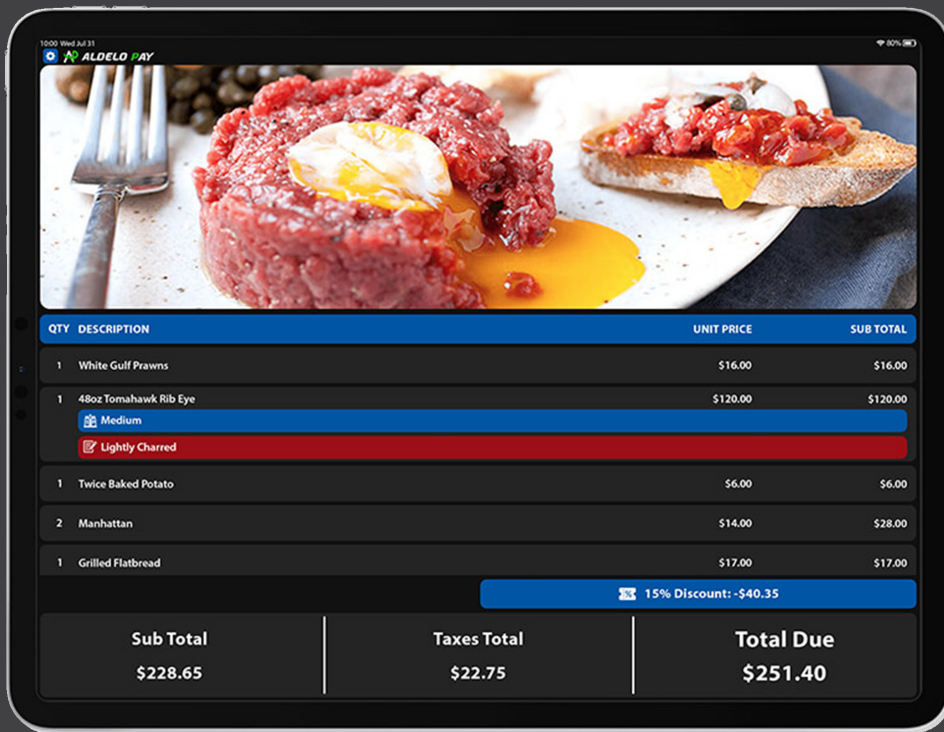 10:00 Wed Jul 31
80%
ALDELO PAY
QTY DESCRIPTION UNIT PRICE SUB TOTAL
1 White Gulf Prawns $16.00 $16.00
1 48oz Tomahawk Rib Eye $120.00 $120.00
Medium
Lightly Charred
1 Twice Baked Potato $6.00 $6.00
2 Manhattan $14.00 $28.00
1 Grilled Flatbread $17.00 $17.00
15% Discount: -$40.35
Sub Total Taxes Total Total Due
$228.65 $22.75 $251.40